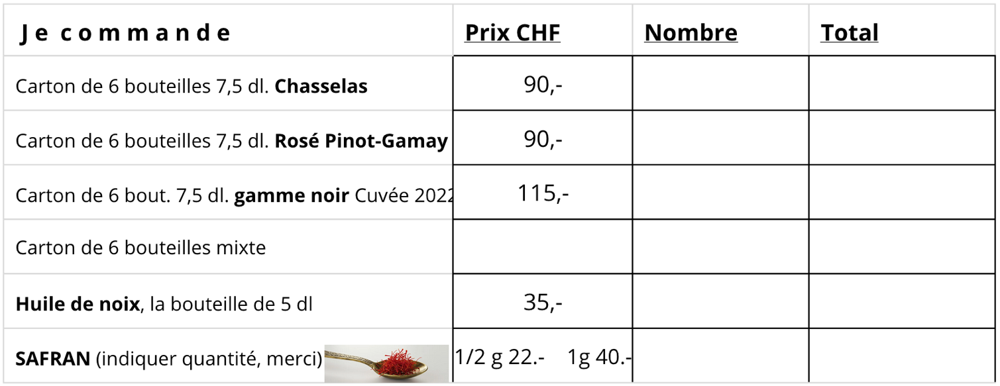 Je commande Prix CHF Nombre Total
Carton de 6 bouteilles 7,5 dl. Chasselas 90,-
Carton de 6 bouteilles 7,5 dl. Rosé Pinot-Gamay 90,-
Carton de 6 bout. 7,5 dl. gamme noir Cuvée 2022 115,-
Carton de 6 bouteilles mixte
Huile de noix, la bouteille de 5 dl 35,-
SAFRAN (indiquer quantité, merci) 1/2 g 22.- 1g 40.-